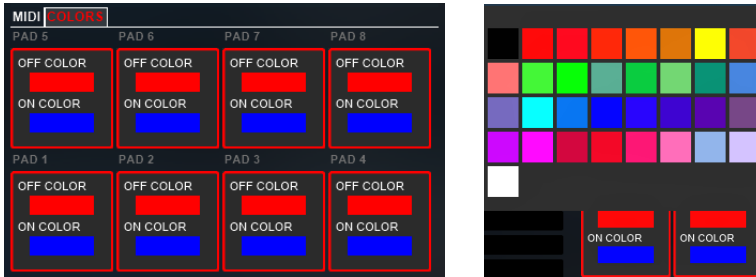 MIDI COLORS
PAD 5 PAD 6 PAD 7 PAD 8
OFF COLOR OFF COLOR OFF COLOR OFF COLOR
ON COLOR ON COLOR ON COLOR ON COLOR
PAD 1 PAD 2 PAD 3 PAD 4
OFF COLOR OFF COLOR OFF COLOR OFF COLOR
ON COLOR ON COLOR ON COLOR ON COLOR
ON COLOR ON COLOR